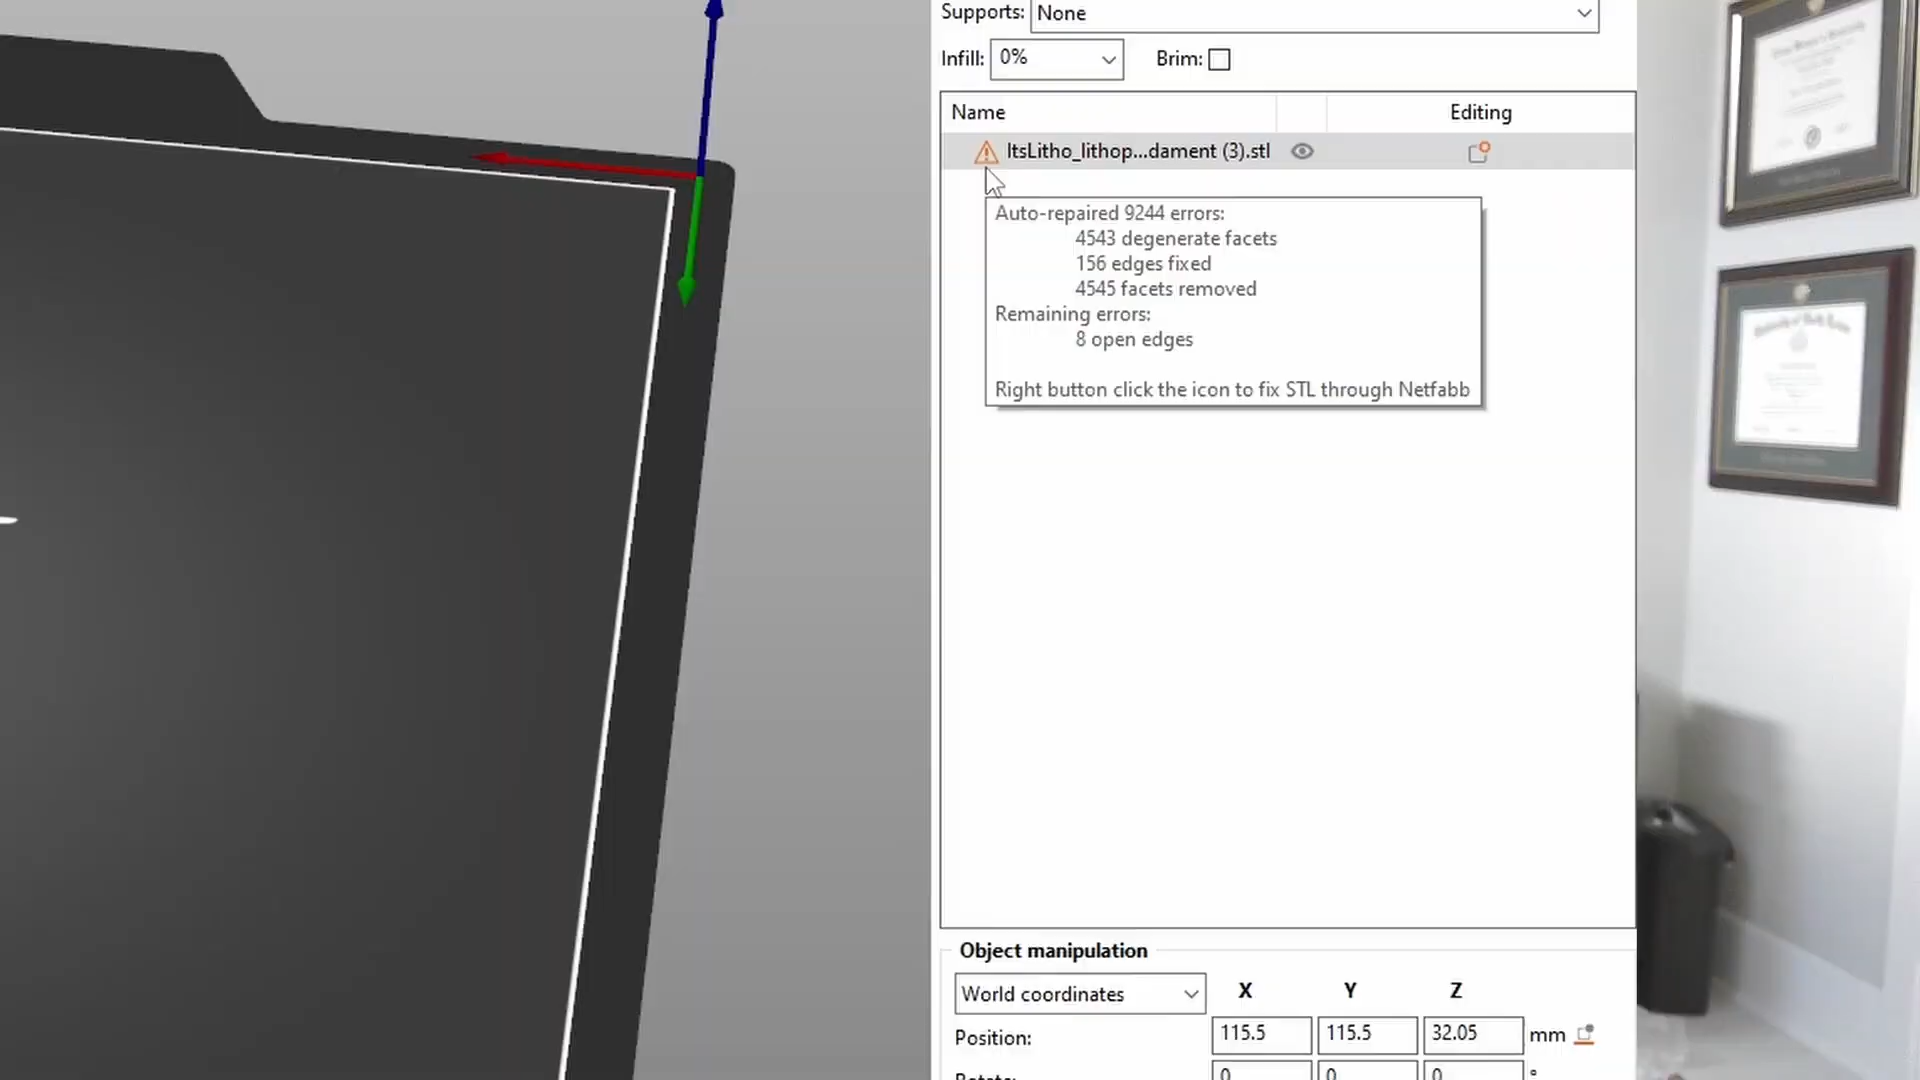 Supports: None
Infill: 0% Brim:
Name Editing
ItsLitho_lithop...dament (3).stl
Auto-repaired 9244 errors:
4543 degenerate facets
156 edges fixed
4545 facets removed
Remaining errors:
8 open edges
Right button click the icon to fix STL through Netfabb
Object manipulation
World coordinates X Y Z
Position: 115.5 115.5 32.05 mm
0 0 0 °